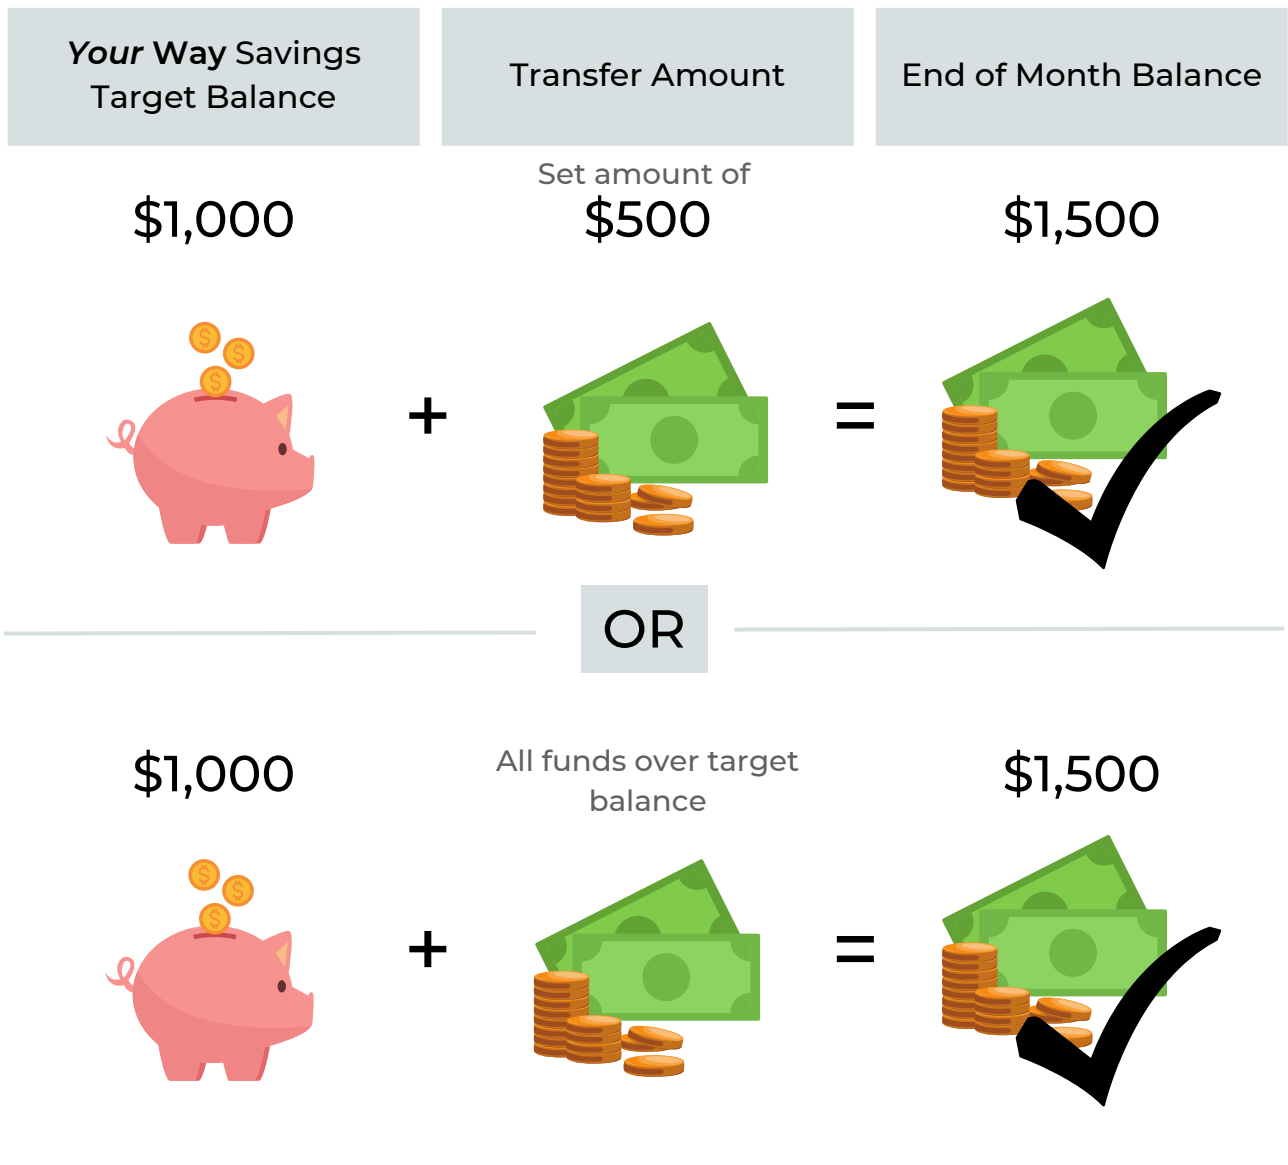 Your Way Savings
Target Balance
Transfer Amount
End of Month Balance
Set amount of
$1,000
$500
$1,500
+
=
OR
$1,000
All funds over target
balance
$1,500
+
=